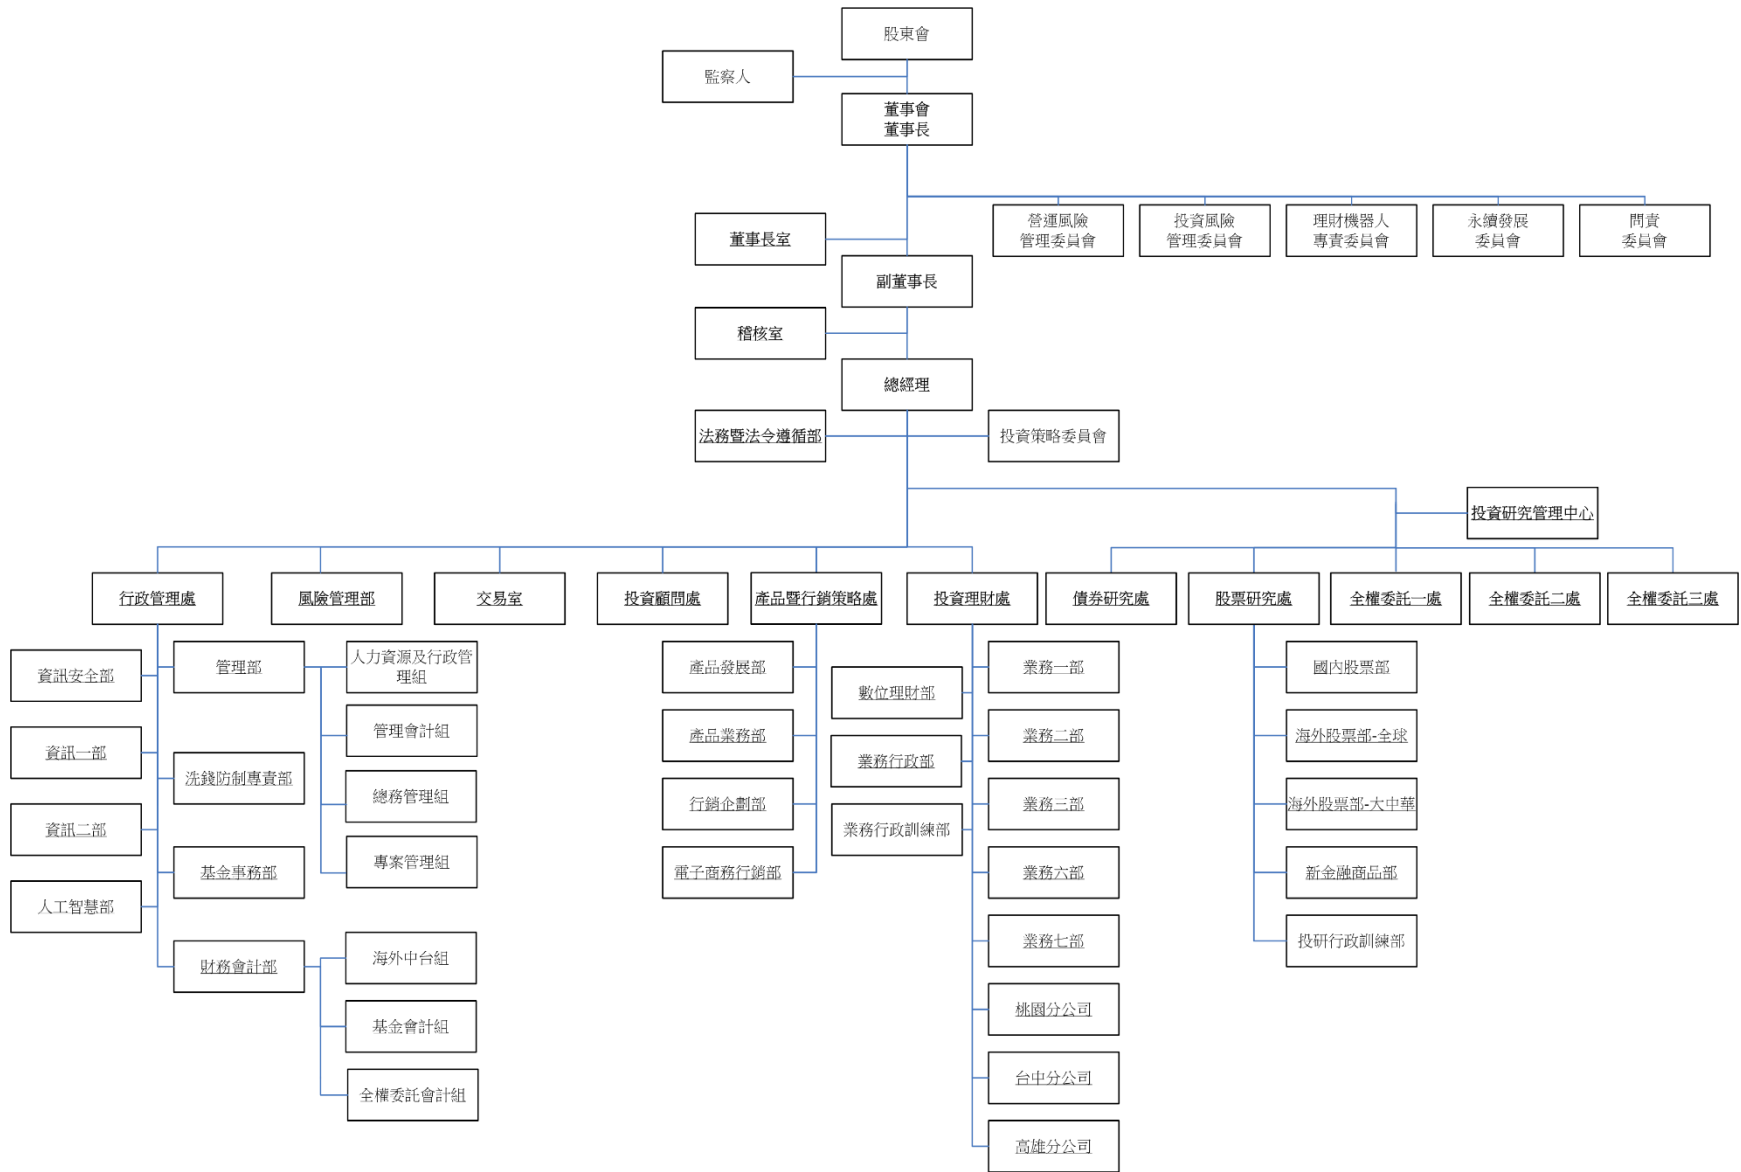 股東會
監察人
董事會
董事長
營運風險
管理委員會
投資風險
管理委員會
理財機器人
專責委員會
永續發展
委員會
問責
委員會
董事長室
副董事長
稽核室
總經理
法務暨法令遵循部
投資策略委員會
投資研究管理中心
行政管理處
風險管理部
交易室
投資顧問處
產品暨行銷策略處
投資理財處
債券研究處
股票研究處
全權委託一處
全權委託二處
全權委託三處
資訊安全部
資訊一部
資訊二部
人工智慧部
管理部
洗錢防制專責部
基金事務部
財務會計部
人力資源及行政管
理組
管理會計組
總務管理組
專案管理組
海外中台組
基金會計組
全權委託會計組
產品發展部
產品業務部
行銷企劃部
電子商務行銷部
數位理財部
業務行政部
業務行政訓練部
業務一部
業務二部
業務三部
業務六部
業務七部
桃園分公司
台中分公司
高雄分公司
國內股票部
海外股票部-全球
海外股票部-大中華
新金融商品部
投研行政訓練部